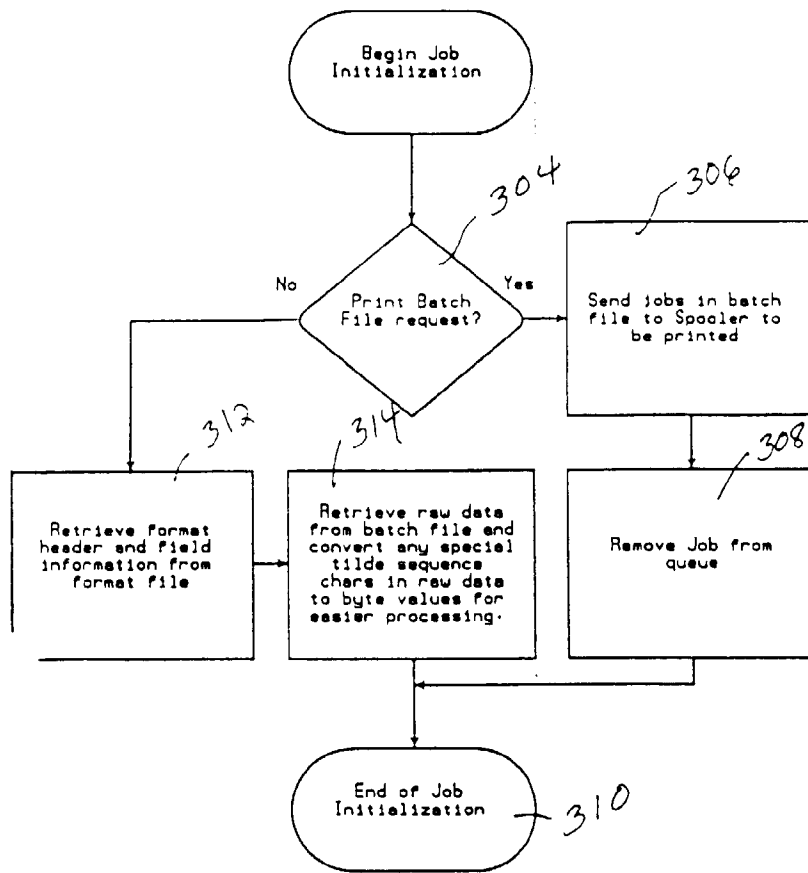 Begin Job
Initialization
304
306
No
Yes
Print Batch
File request?
Send jobs in batch
file to Spooler to
be printed
312
314
308
Retrieve format
header and field
information from
format file
Retrieve raw data
from batch file and
convert any special
tilde sequence
chars in raw data
to byte values for
easier processing.
Remove Job from
queue
End of Job
Initialization
310